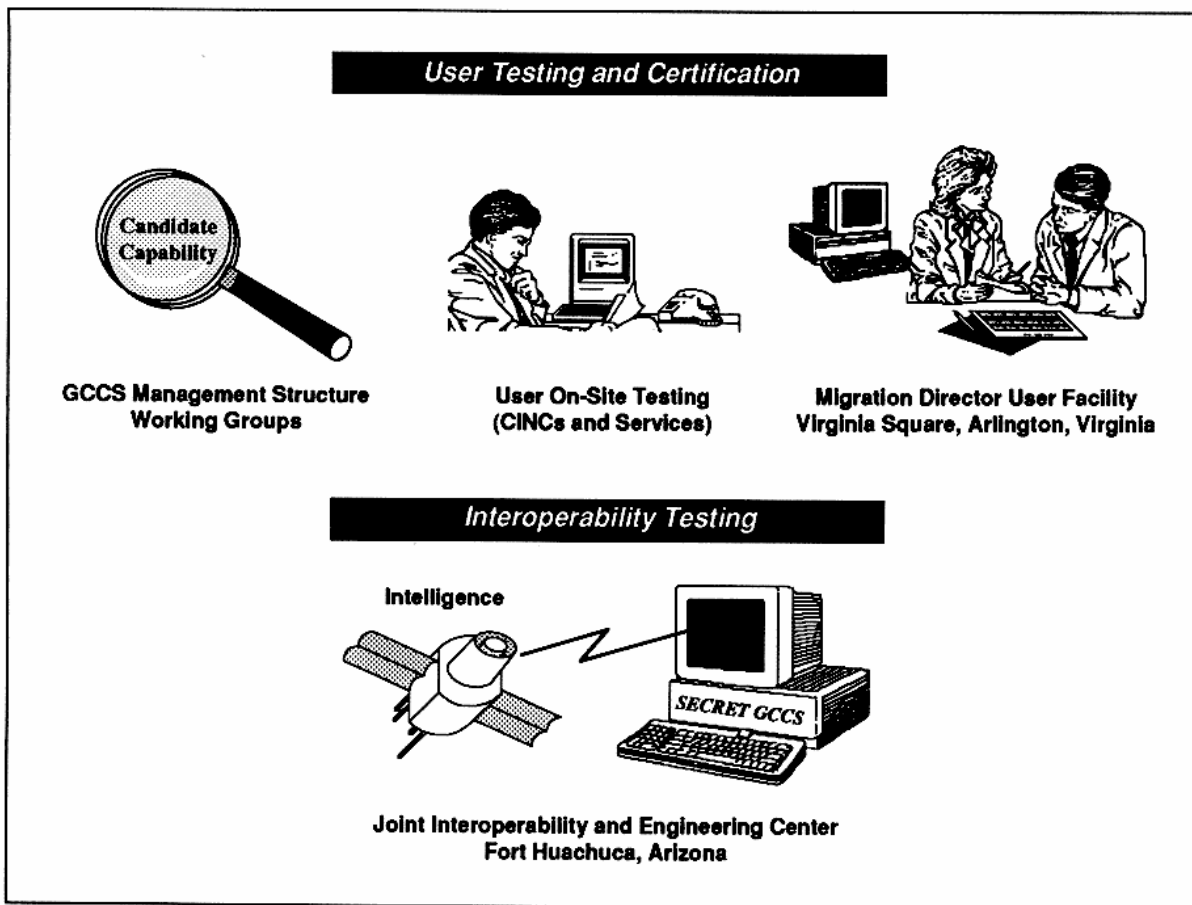 User Testing and Certification
Candidate
Capability
GCCS Management Structure
Working Groups
User On-Site Testing
(CINCs and Services)
Migration Director User Facility
Virginia Square, Arlington, Virginia
Interoperability Testing
Intelligence
SECRET GCCS
Joint Interoperability and Engineering Center
Fort Huachuca, Arizona